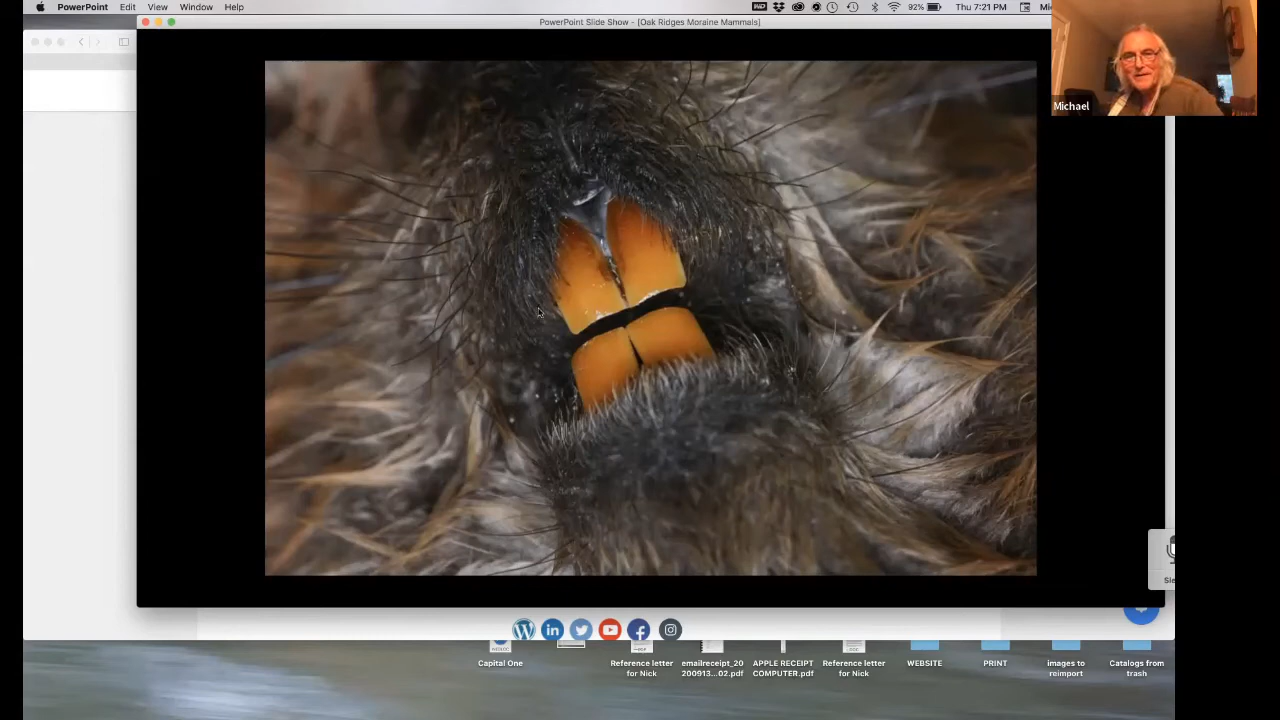 PowerPoint Edit View Window Help
92% Thu 7:21 PM
PowerPoint Slide Show - [Oak Ridges Moraine Mammals]
Michael
Capital One
Reference letter
for Nick
emailreceipt_20
200913...02.pdf
APPLE RECEIPT
COMPUTER.pdf
Reference letter
for Nick
WEBSITE
PRINT
images to
reimport
Catalogs from
trash